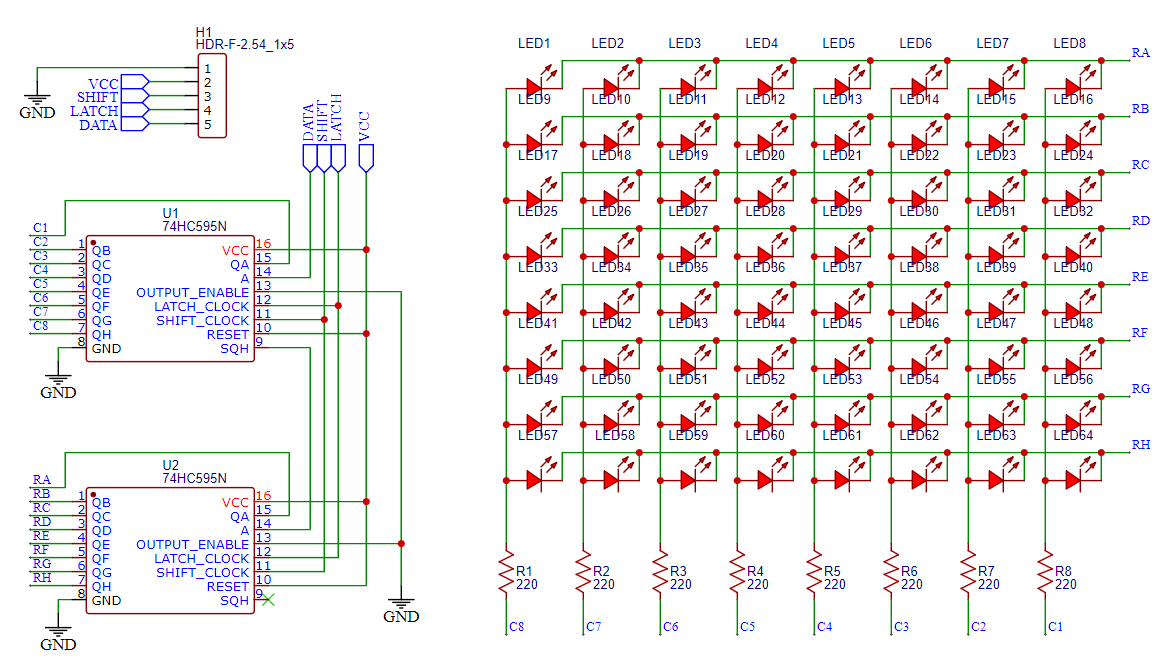 H1
HDR-F-2.54_1x5
1
VCC 2
SHIFT 3
LATCH 4
DATA 5
GND
DATA SHIFT LATCH VCC
U1
74HC595N
C1
C2 1 QB VCC 16
C3 2 QC QA 15
C4 3 QD A 14
C5 4 QE OUTPUT_ENABLE 13
C6 5 QF LATCH_CLOCK 12
C7 6 QG SHIFT_CLOCK 11
C8 7 QH RESET 10
8 GND SQH 9
GND
U2
74HC595N
RA
RB 1 QB VCC 16
RC 2 QC QA 15
RD 3 QD A 14
RE 4 QE OUTPUT_ENABLE 13
RF 5 QF LATCH_CLOCK 12
RG 6 QG SHIFT_CLOCK 11
RH 7 QH RESET 10
8 GND SQH 9
GND
GND
LED1 LED2 LED3 LED4 LED5 LED6 LED7 LED8
RA
LED9 LED10 LED11 LED12 LED13 LED14 LED15 LED16
RB
LED17 LED18 LED19 LED20 LED21 LED22 LED23 LED24
RC
LED25 LED26 LED27 LED28 LED29 LED30 LED31 LED32
RD
LED33 LED34 LED35 LED36 LED37 LED38 LED39 LED40
RE
LED41 LED42 LED43 LED44 LED45 LED46 LED47 LED48
RF
LED49 LED50 LED51 LED52 LED53 LED54 LED55 LED56
RG
LED57 LED58 LED59 LED60 LED61 LED62 LED63 LED64
RH
R1 R2 R3 R4 R5 R6 R7 R8
220 220 220 220 220 220 220 220
C8 C7 C6 C5 C4 C3 C2 C1